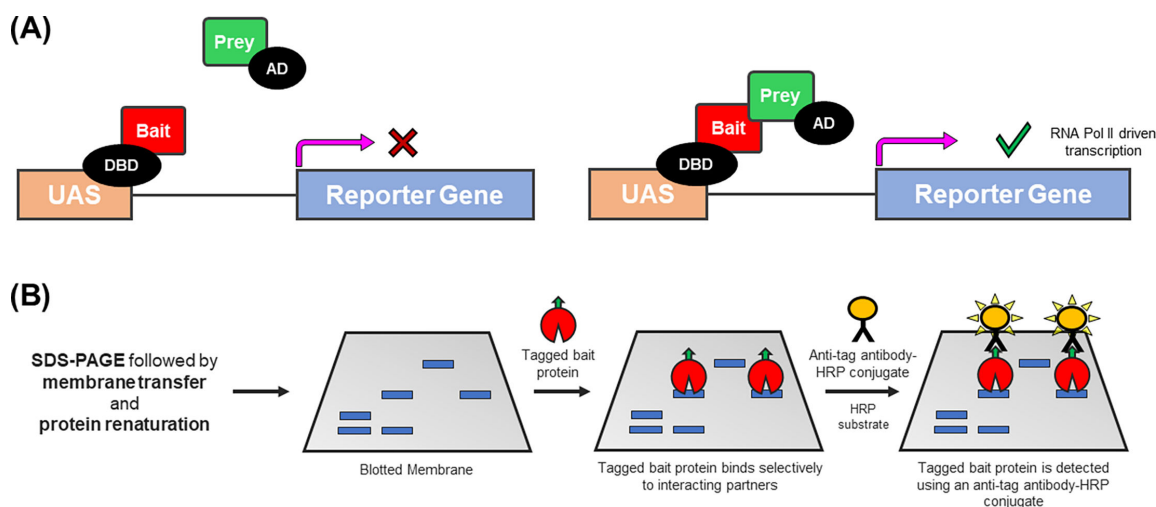 (A)
Prey
AD
Bait
DBD
UAS
Reporter Gene
Prey
Bait
AD
DBD
UAS
Reporter Gene
RNA Pol II driven
transcription
(B)
SDS-PAGE followed by
membrane transfer
and
protein renaturation
Blotted Membrane
Tagged bait
protein
Tagged bait protein binds selectively
to interacting partners
Anti-tag antibody-
HRP conjugate
HRP
substrate
Tagged bait protein is detected
using an anti-tag antibody-HRP
conjugate